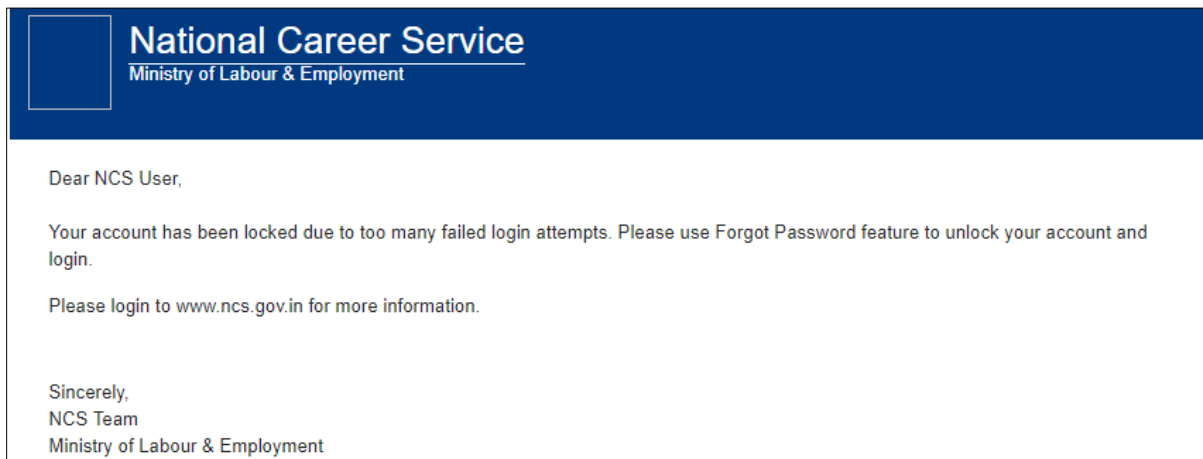 National Career Service
Ministry of Labour & Employment
Dear NCS User,
Your account has been locked due to too many failed login attempts. Please use Forgot Password feature to unlock your account and
login.
Please login to www.ncs.gov.in for more information.
Sincerely,
NCS Team
Ministry of Labour & Employment